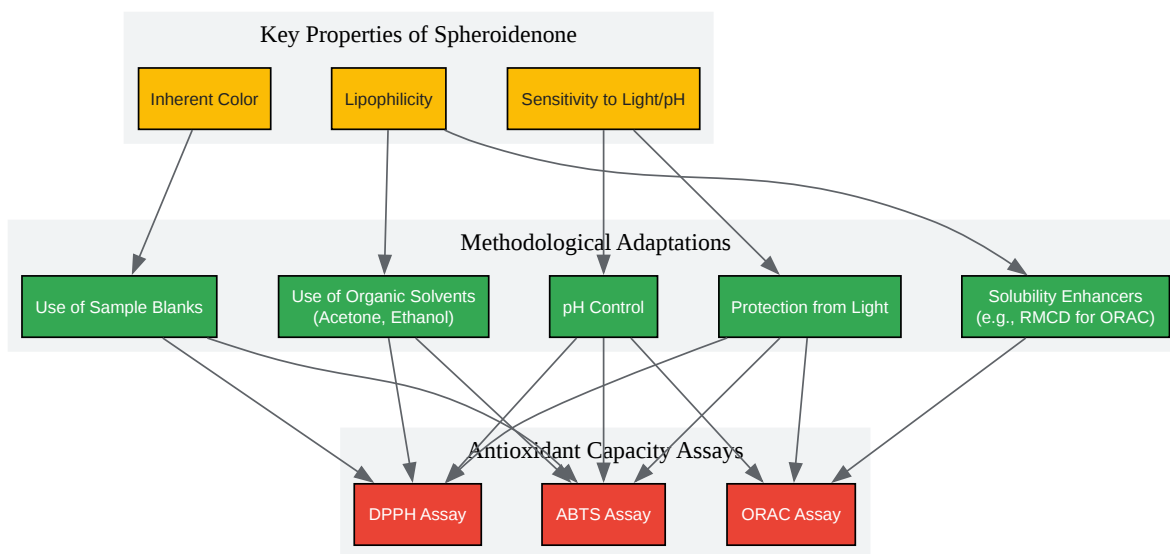 Key Properties of Spheroidenone
Inherent Color
Lipophilicity
Sensitivity to Light/pH
Methodological Adaptations
Use of Sample Blanks
Use of Organic Solvents
(Acetone, Ethanol)
pH Control
Protection from Light
Solubility Enhancers
(e.g., RMCD for ORAC)
Antioxidant Capacity Assays
DPPH Assay
ABTS Assay
ORAC Assay